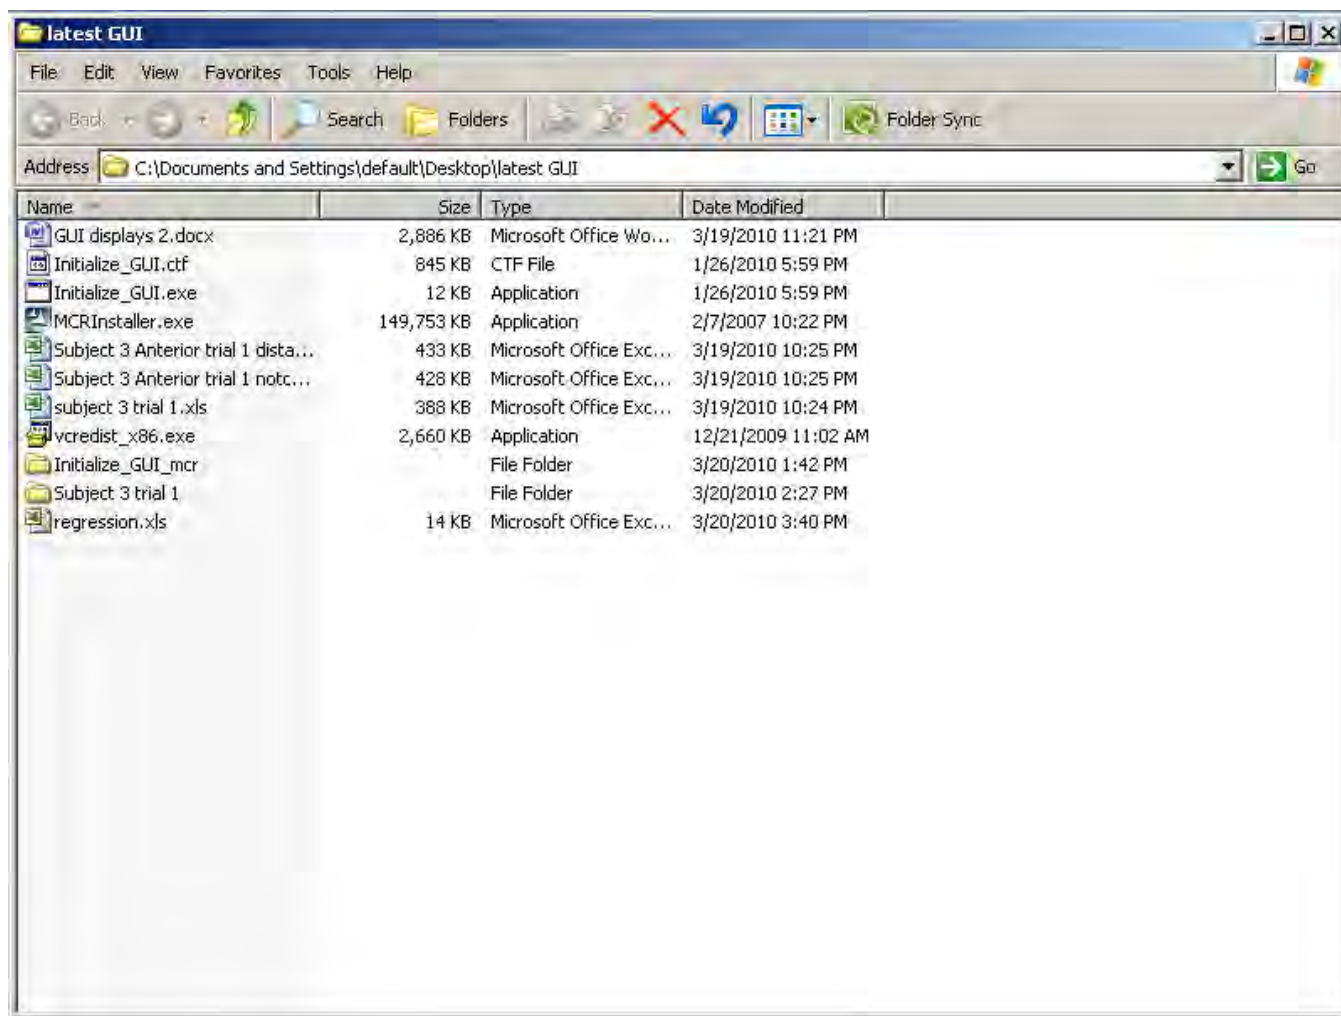 latest GUI
File Edit View Favorites Tools Help
Back Search Folders Folder Sync
Address C:\Documents and Settings\default\Desktop\latest GUI Go
Name Size Type Date Modified
GUI displays 2.docx 2,886 KB Microsoft Office Wo... 3/19/2010 11:21 PM
Initialize_GUI.ctf 845 KB CTF File 1/26/2010 5:59 PM
Initialize_GUI.exe 12 KB Application 1/26/2010 5:59 PM
MCRInstaller.exe 149,753 KB Application 2/7/2007 10:22 PM
Subject 3 Anterior trial 1 dista... 433 KB Microsoft Office Exc... 3/19/2010 10:25 PM
Subject 3 Anterior trial 1 notc... 428 KB Microsoft Office Exc... 3/19/2010 10:25 PM
subject 3 trial 1.xls 388 KB Microsoft Office Exc... 3/19/2010 10:24 PM
vcredist_x86.exe 2,660 KB Application 12/21/2009 11:02 AM
Initialize_GUI_mcr File Folder 3/20/2010 1:42 PM
Subject 3 trial 1 File Folder 3/20/2010 2:27 PM
regression.xls 14 KB Microsoft Office Exc... 3/20/2010 3:40 PM